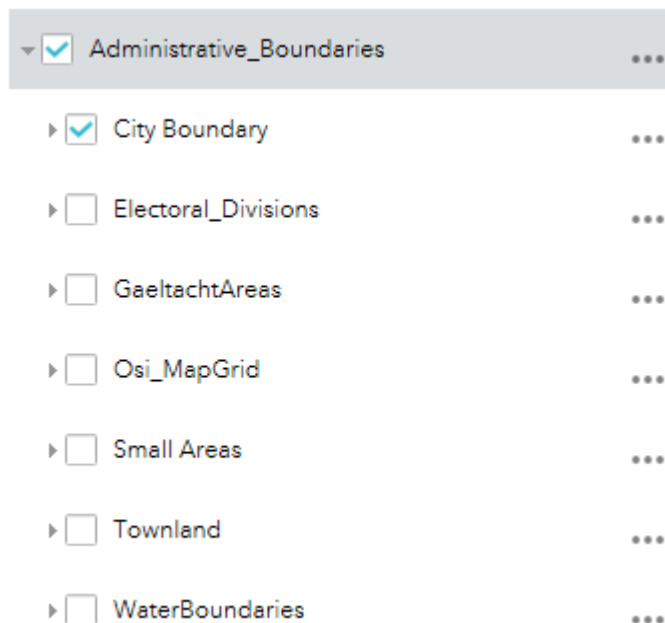 Administrative_Boundaries
City Boundary
Electoral_Divisions
GaeltachtAreas
Osi_MapGrid
Small Areas
Townland
WaterBoundaries